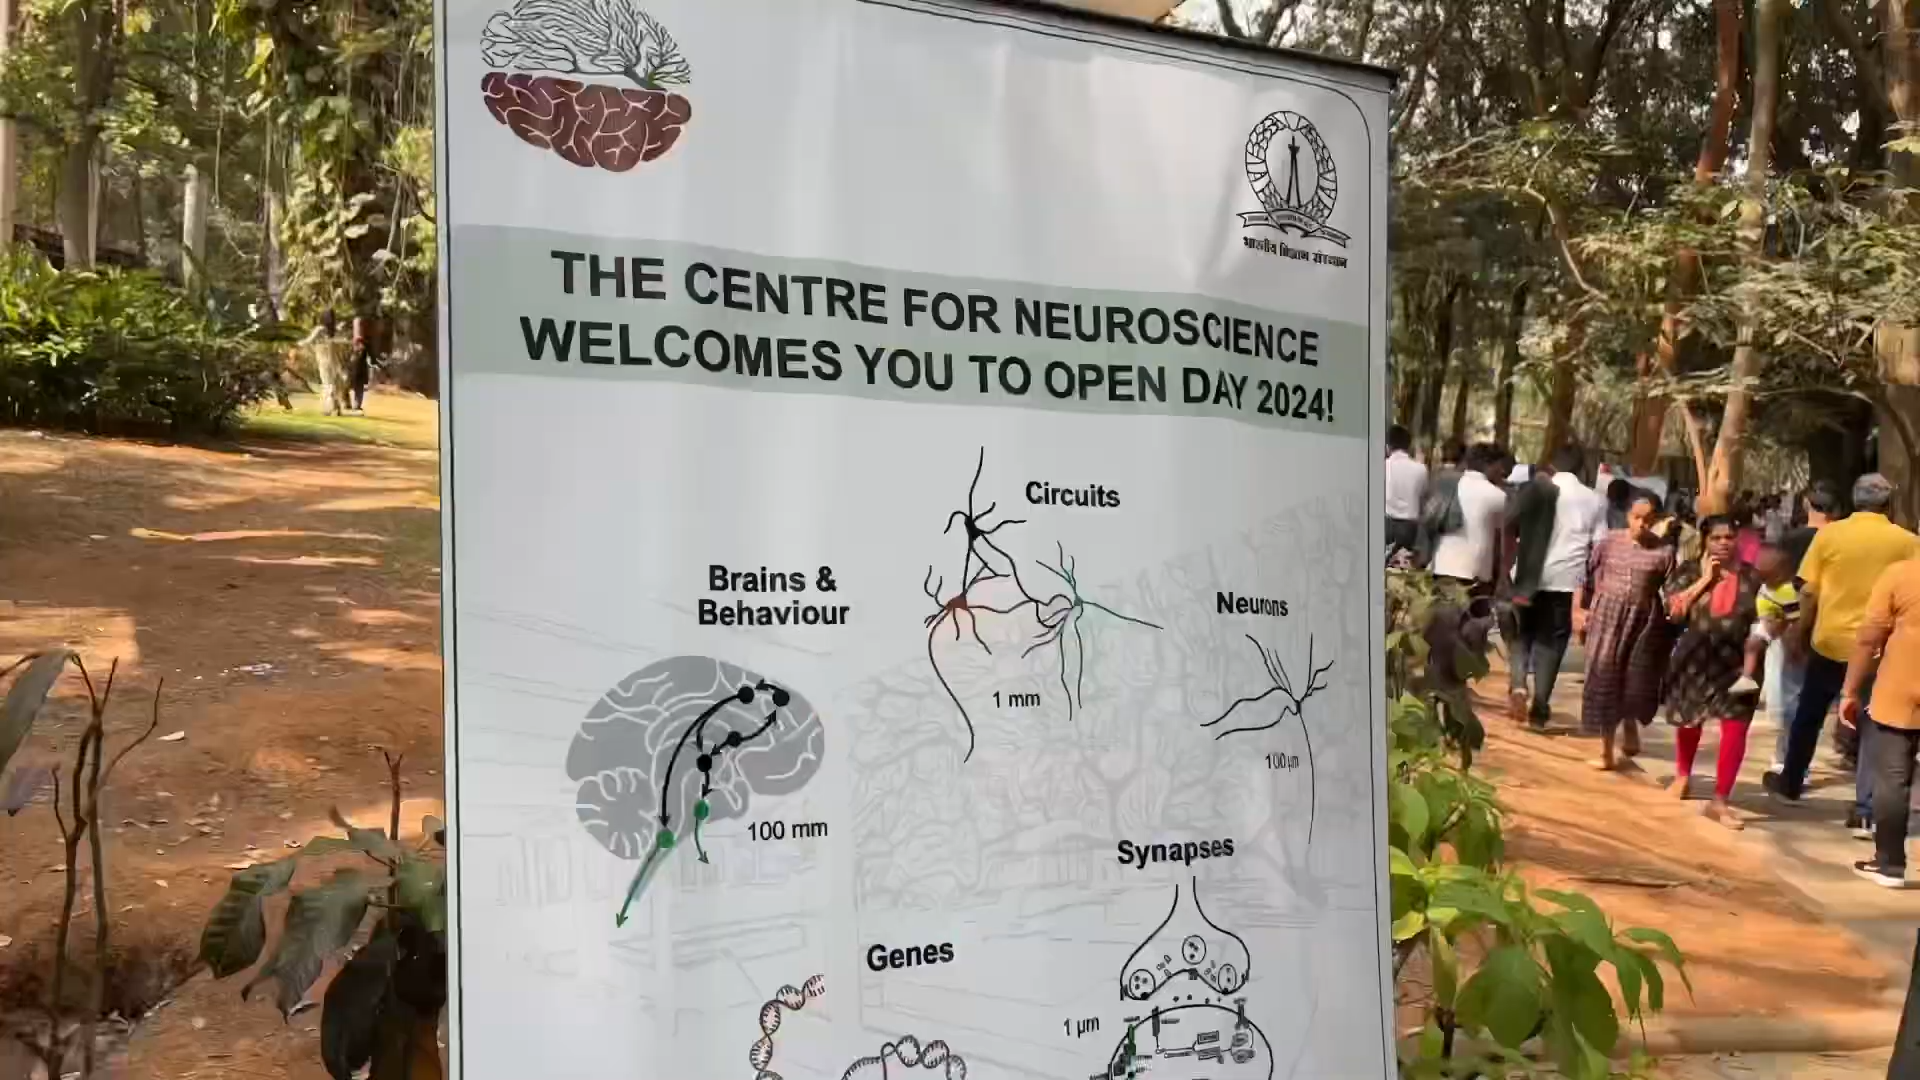 भारतीय विज्ञान संस्थान
THE CENTRE FOR NEUROSCIENCE
WELCOMES YOU TO OPEN DAY 2024!
Circuits
Brains &
Behaviour
Neurons
1 mm
100 µm
100 mm
Synapses
Genes
1 µm